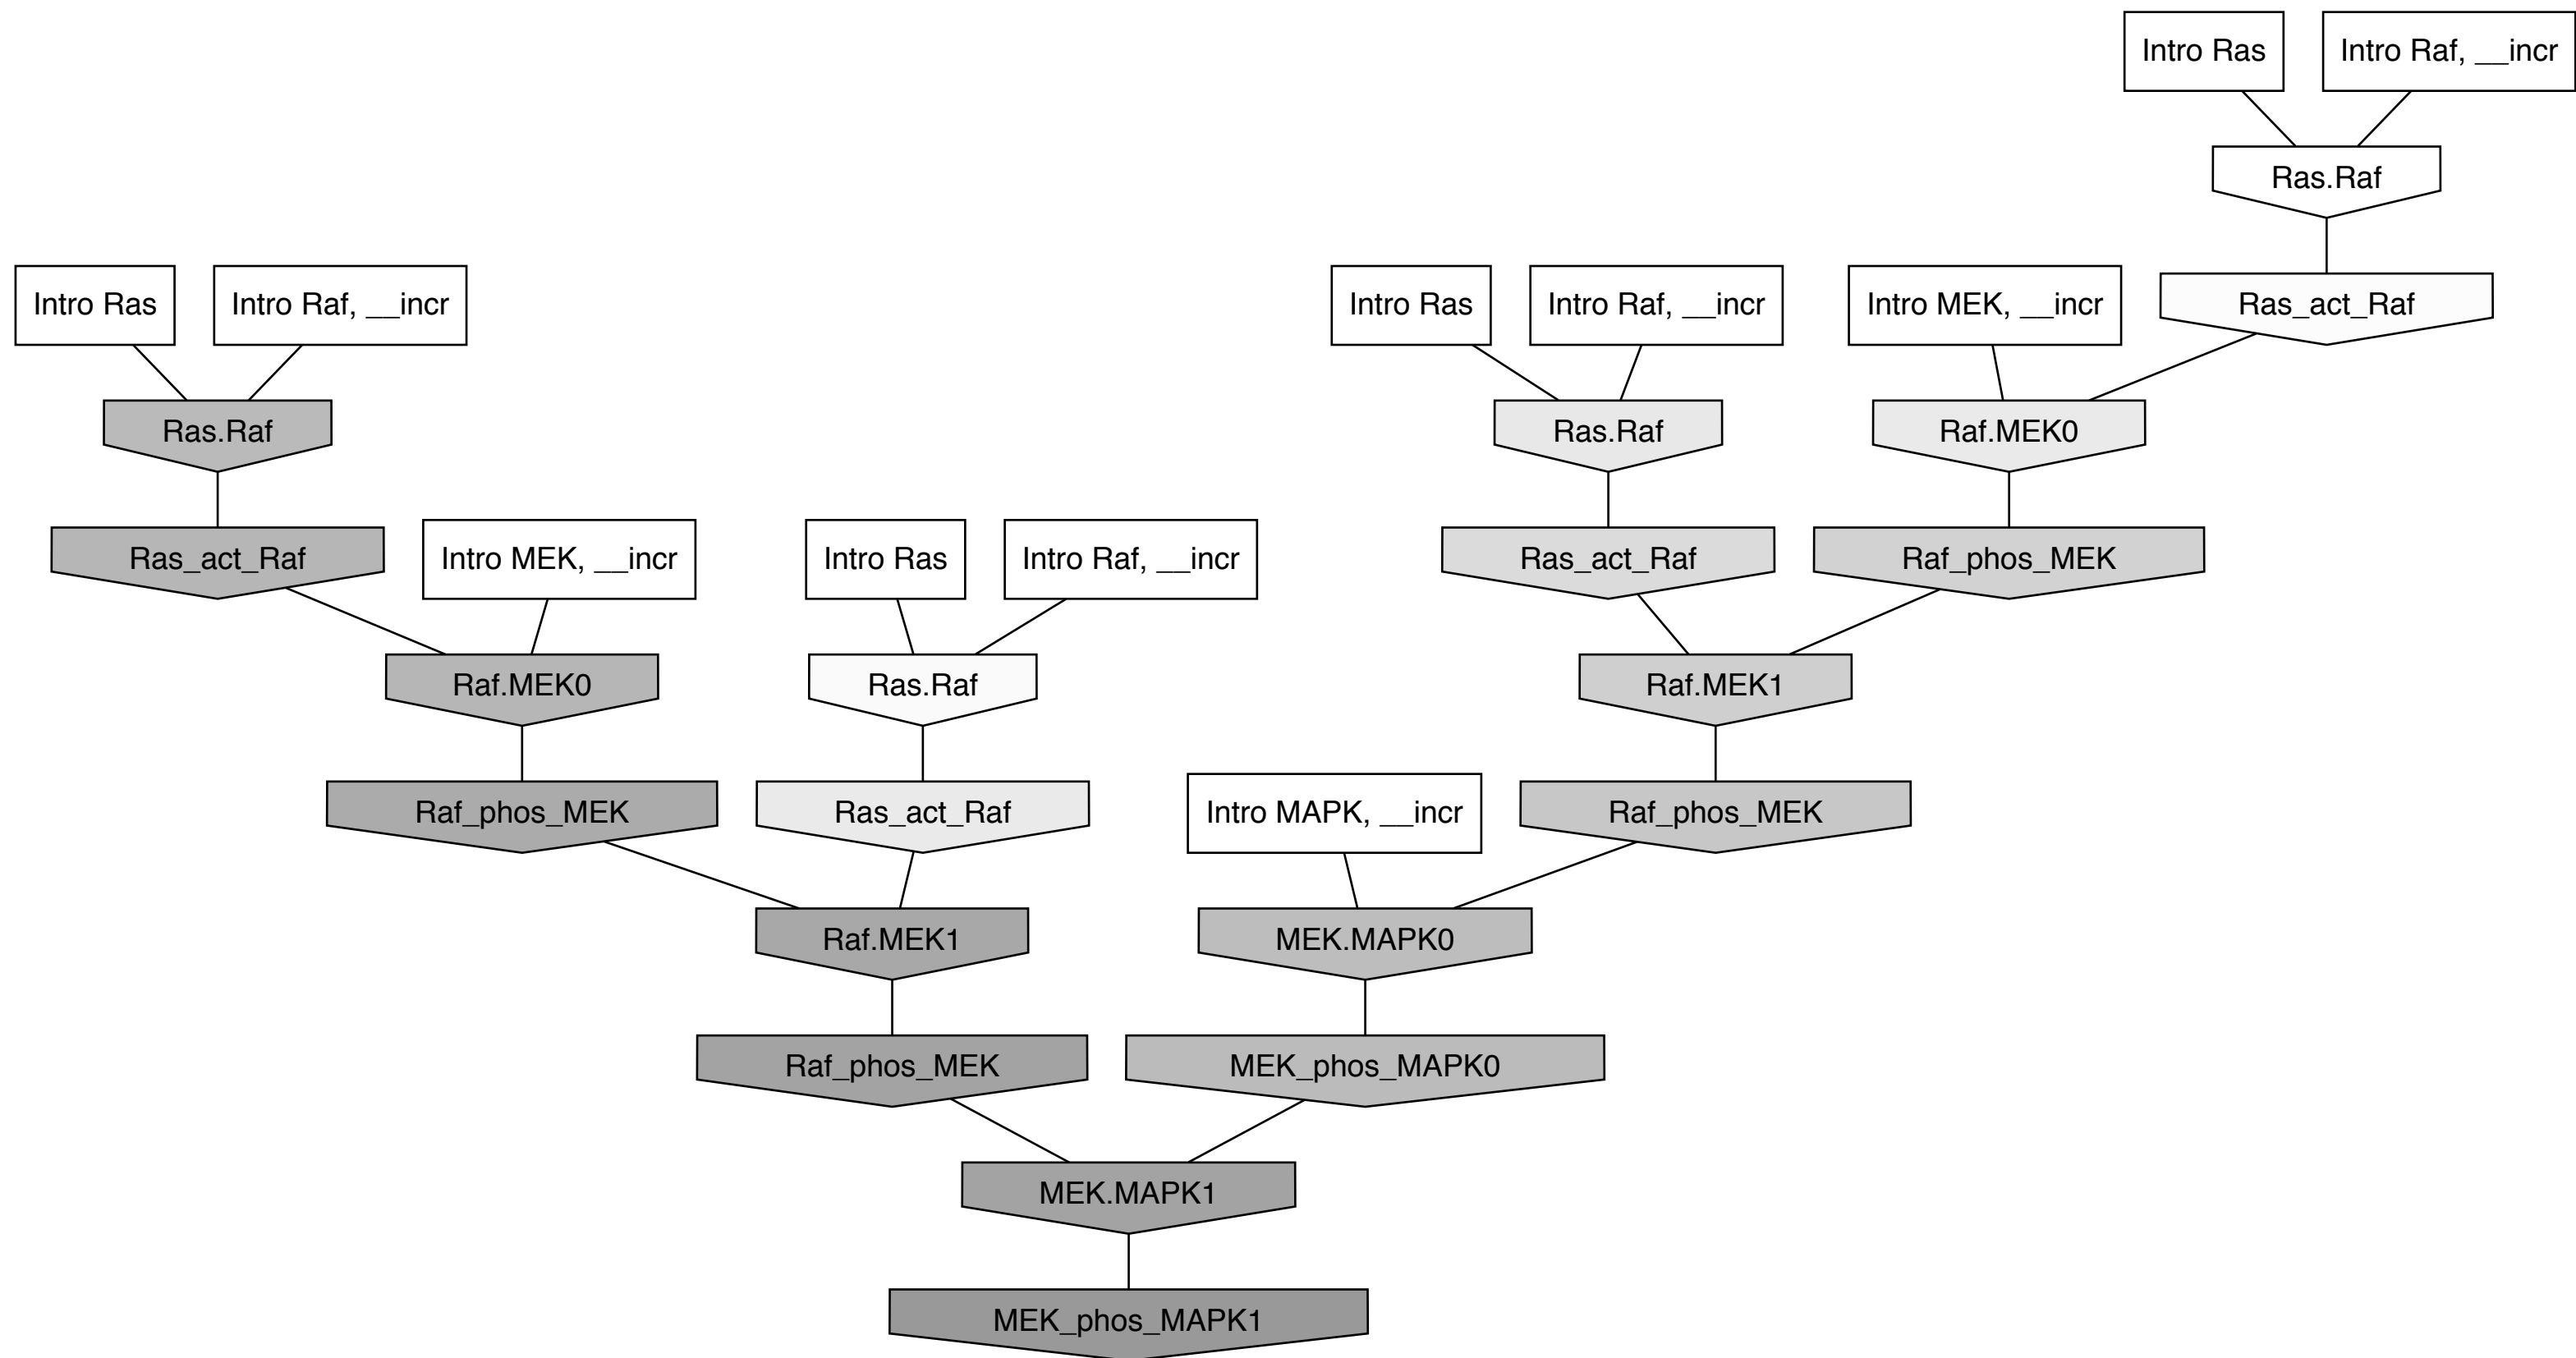 Intro Ras
Intro Raf, __incr
Ras.Raf
Intro Ras
Intro Raf, __incr
Intro Ras
Intro Raf, __incr
Intro MEK, __incr
Ras_act_Raf
Ras.Raf
Ras.Raf
Raf.MEK0
Ras_act_Raf
Intro MEK, __incr
Intro Ras
Intro Raf, __incr
Ras_act_Raf
Raf_phos_MEK
Raf.MEK0
Ras.Raf
Raf.MEK1
Raf_phos_MEK
Ras_act_Raf
Intro MAPK, __incr
Raf_phos_MEK
Raf.MEK1
MEK.MAPK0
Raf_phos_MEK
MEK_phos_MAPK0
MEK.MAPK1
MEK_phos_MAPK1